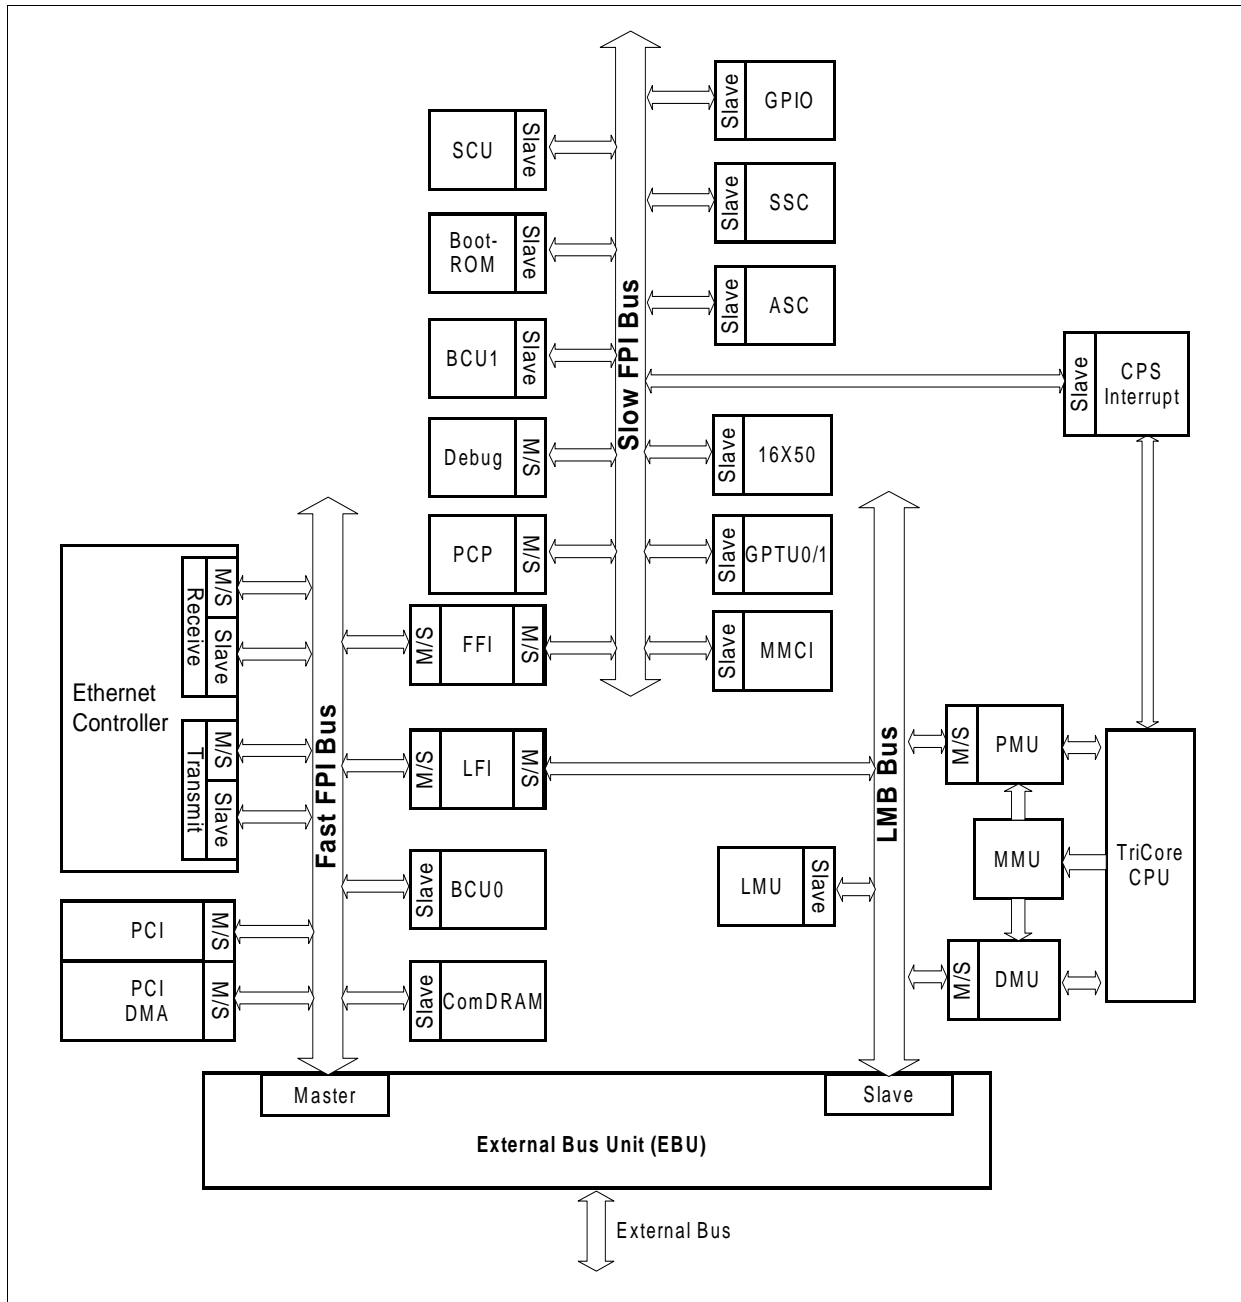 Slave
GPIO
SCU
Slave
Slave
SSC
Boot-
ROM
Slave
Slave
ASC
BCU1
Slave
Slow FPI Bus
Slave
CPS
Interrupt
Debug
M/S
Slave
16X50
PCP
M/S
Slave
GPTU0/1
M/S
FFI
M/S
Slave
MMCI
Ethernet
Controller
Receive
M/S
Slave
Transmit
M/S
Slave
Fast FPI Bus
M/S
LFI
M/S
LMB Bus
M/S
PMU
MMU
TriCore
CPU
LMU
Slave
M/S
DMU
Slave
BCU0
PCI
M/S
PCI
DMA
M/S
Slave
ComDRAM
Master
Slave
External Bus Unit (EBU)
External Bus